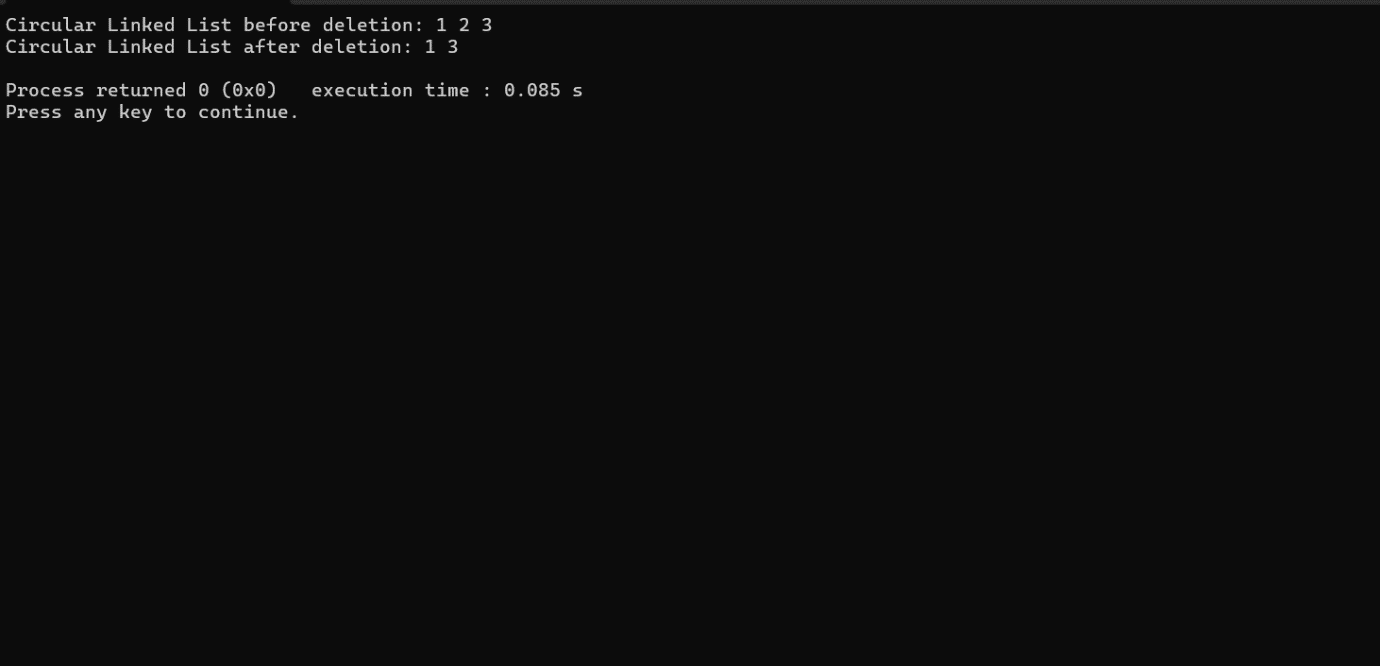 Circular Linked List before deletion: 1 2 3
Circular Linked List after deletion: 1 3
Process returned 0 (0x0)   execution time : 0.085 s
Press any key to continue.